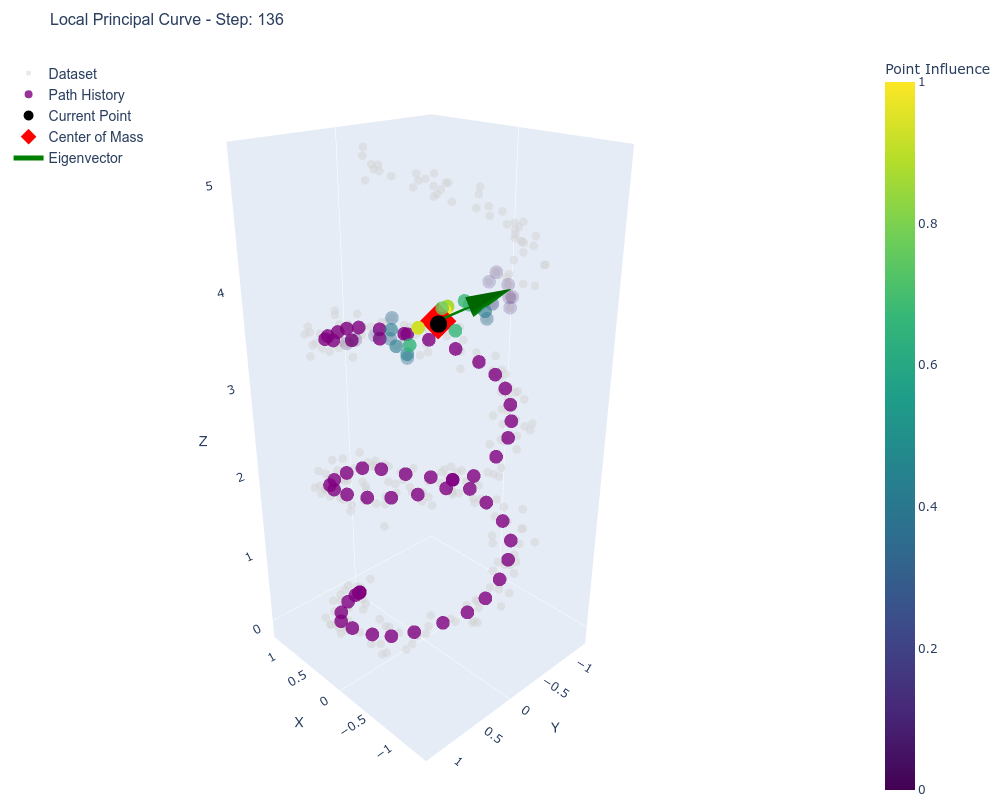 Local Principal Curve - Step: 136
Dataset
Path History
Current Point
Center of Mass
Eigenvector
Point Influence
1
0.8
0.6
0.4
0.2
0
5
4
3
Z
2
1
0
1
0.5
0
X
−0.5
−1
−1
−0.5
0
Y
0.5
1